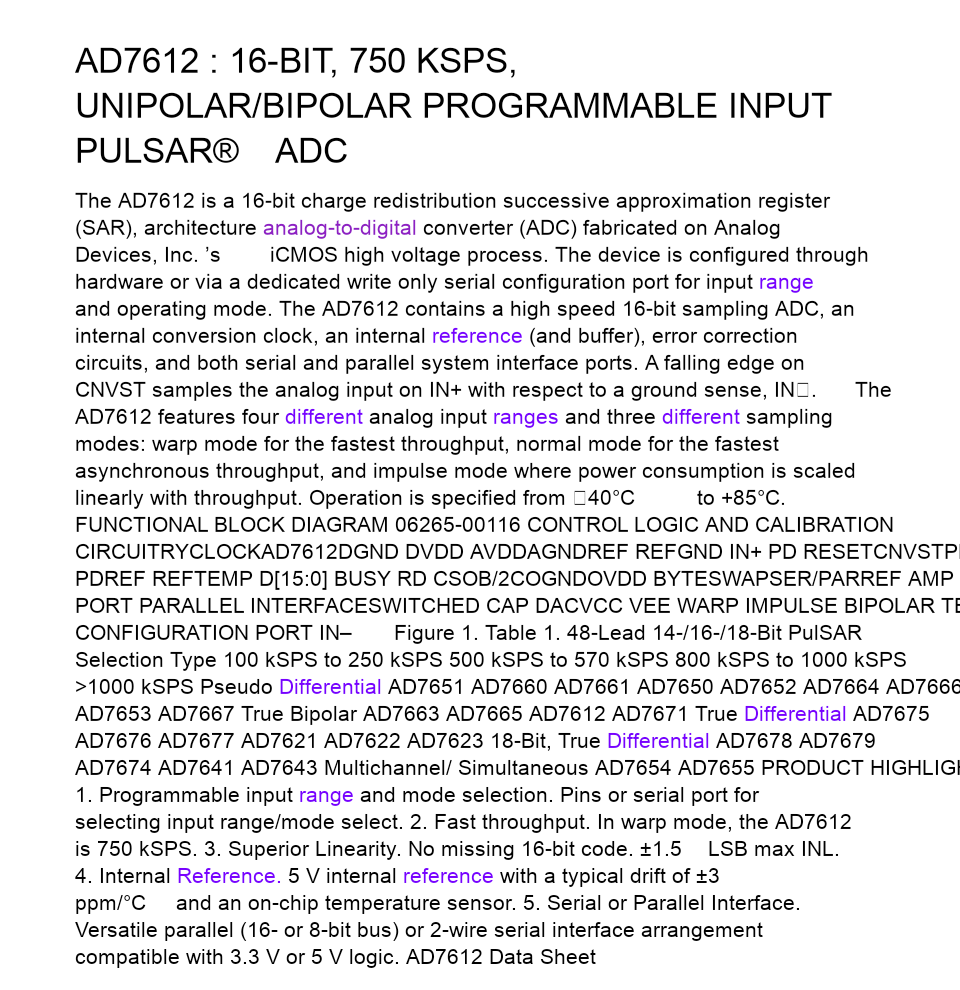 AD7612 : 16-BIT, 750 KSPS,
UNIPOLAR/BIPOLAR PROGRAMMABLE INPUT
PULSAR® ADC
The AD7612 is a 16-bit charge redistribution successive approximation register
(SAR), architecture analog-to-digital converter (ADC) fabricated on Analog
Devices, Inc. ’s iCMOS high voltage process. The device is configured through
hardware or via a dedicated write only serial configuration port for input range
and operating mode. The AD7612 contains a high speed 16-bit sampling ADC, an
internal conversion clock, an internal reference (and buffer), error correction
circuits, and both serial and parallel system interface ports. A falling edge on
CNVST samples the analog input on IN+ with respect to a ground sense, IN□. The
AD7612 features four different analog input ranges and three different sampling
modes: warp mode for the fastest throughput, normal mode for the fastest
asynchronous throughput, and impulse mode where power consumption is scaled
linearly with throughput. Operation is specified from □40°C to +85°C.
FUNCTIONAL BLOCK DIAGRAM 06265-00116 CONTROL LOGIC AND CALIBRATION
CIRCUITRYCLOCKAD7612DGND DVDD AVDDAGNDREF REFGND IN+ PD RESETCNVSTP
PDREF REFTEMP D[15:0] BUSY RD CSOB/2COGNDOVDD BYTESWAPSER/PARREF AMP
PORT PARALLEL INTERFACESWITCHED CAP DACVCC VEE WARP IMPULSE BIPOLAR TE
CONFIGURATION PORT IN– Figure 1. Table 1. 48-Lead 14-/16-/18-Bit PulSAR
Selection Type 100 kSPS to 250 kSPS 500 kSPS to 570 kSPS 800 kSPS to 1000 kSPS
>1000 kSPS Pseudo Differential AD7651 AD7660 AD7661 AD7650 AD7652 AD7664 AD7666
AD7653 AD7667 True Bipolar AD7663 AD7665 AD7612 AD7671 True Differential AD7675
AD7676 AD7677 AD7621 AD7622 AD7623 18-Bit, True Differential AD7678 AD7679
AD7674 AD7641 AD7643 Multichannel/ Simultaneous AD7654 AD7655 PRODUCT HIGHLIGH
1. Programmable input range and mode selection. Pins or serial port for
selecting input range/mode select. 2. Fast throughput. In warp mode, the AD7612
is 750 kSPS. 3. Superior Linearity. No missing 16-bit code. ±1.5 LSB max INL.
4. Internal Reference. 5 V internal reference with a typical drift of ±3
ppm/°C and an on-chip temperature sensor. 5. Serial or Parallel Interface.
Versatile parallel (16- or 8-bit bus) or 2-wire serial interface arrangement
compatible with 3.3 V or 5 V logic. AD7612 Data Sheet